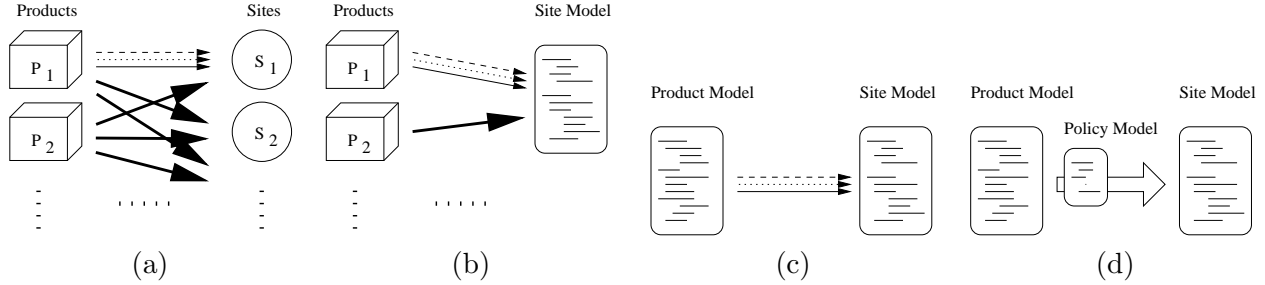 Products Sites Products Site Model
P 1 S 1 P 1
P 2 S 2 P 2
Product Model Site Model Product Model Site Model
Policy Model
(a) (b) (c) (d)